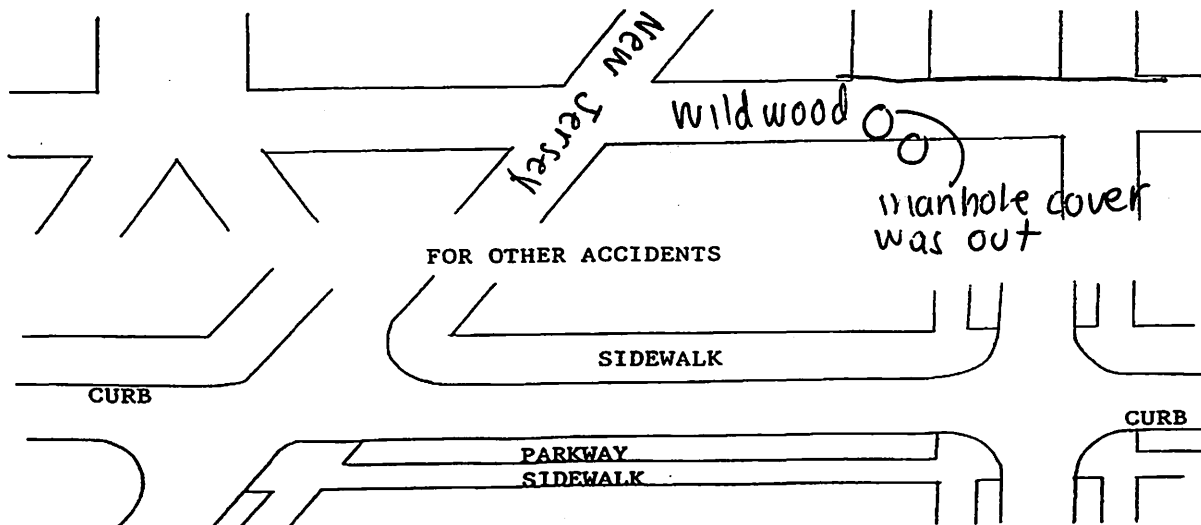 New Jersey
wildwood
manhole cover
was out
FOR OTHER ACCIDENTS
SIDEWALK
CURB
CURB
PARKWAY
SIDEWALK